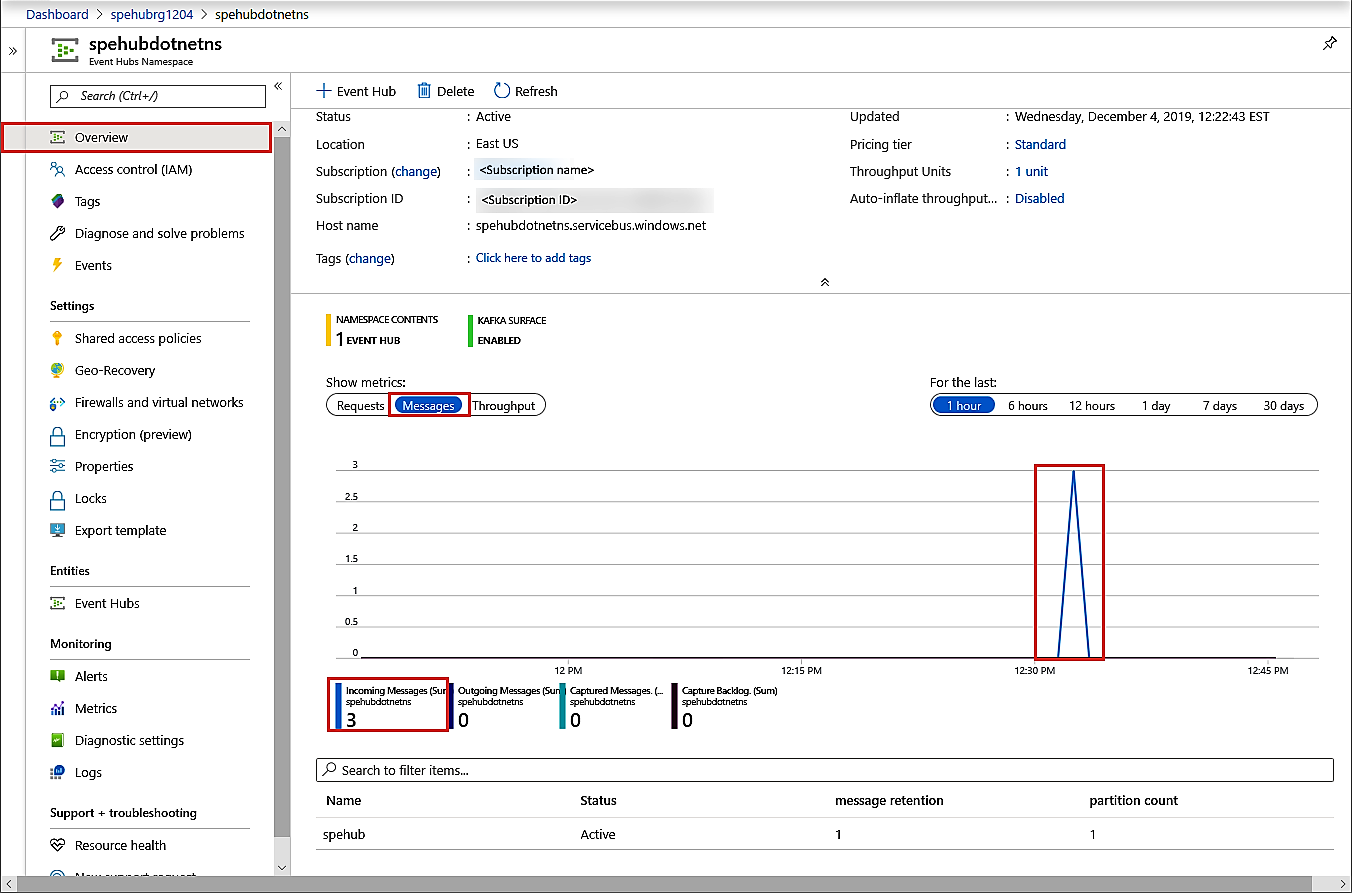 Dashboard > spehubrg1204 > spehubdotnetns
spehubdotnetns
Event Hubs Namespace
Search (Ctrl+/)
Overview
Access control (IAM)
Tags
Diagnose and solve problems
Events
Settings
Shared access policies
Geo-Recovery
Firewalls and virtual networks
Encryption (preview)
Properties
Locks
Export template
Entities
Event Hubs
Monitoring
Alerts
Metrics
Diagnostic settings
Logs
Support + troubleshooting
Resource health
New support request
Event Hub Delete Refresh
Status : Active
Location : East US
Subscription (change) : <Subscription name>
Subscription ID : <Subscription ID>
Host name : spehubdotnetns.servicebus.windows.net
Tags (change) : Click here to add tags
Updated : Wednesday, December 4, 2019, 12:22:43 EST
Pricing tier : Standard
Throughput Units : 1 unit
Auto-inflate throughput... : Disabled
NAMESPACE CONTENTS
1 EVENT HUB
KAFKA SURFACE
ENABLED
Show metrics:
Requests Messages Throughput
For the last:
1 hour 6 hours 12 hours 1 day 7 days 30 days
3
2.5
2
1.5
1
0.5
0
12 PM 12:15 PM 12:30 PM 12:45 PM
Incoming Messages (Sum
spehubdotnetns
3
Outgoing Messages (Sum
spehubdotnetns
0
Captured Messages. (...
spehubdotnetns
0
Capture Backlog. (Sum)
spehubdotnetns
0
Search to filter items...
Name Status message retention partition count
spehub Active 1 1